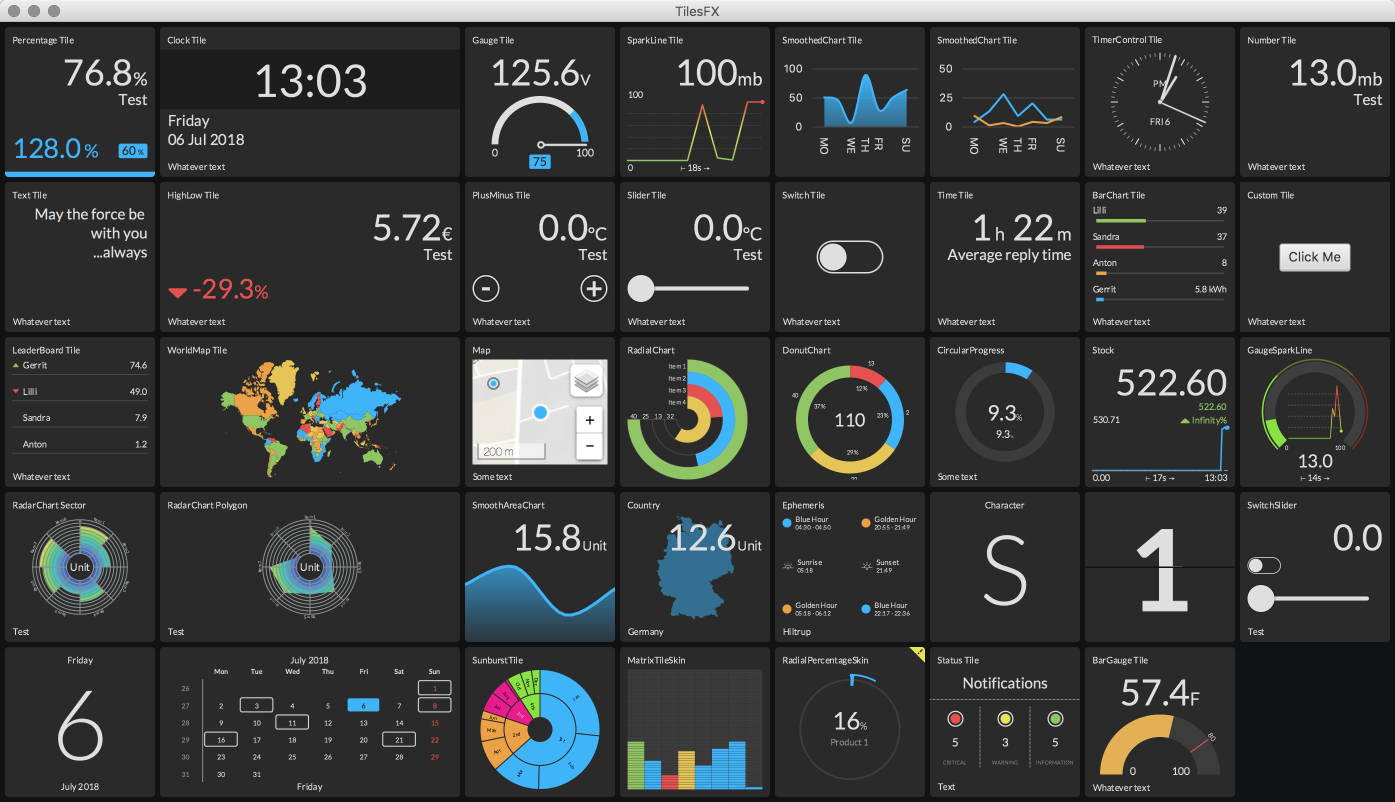 TilesFX
Percentage Tile
76.8%
Test
128.0 %
60 %
Clock Tile
13:03
Friday
06 Jul 2018
Whatever text
Gauge Tile
125.6V
0
100
75
SparkLine Tile
100mb
100
0
⊢ 18s →
SmoothedChart Tile
100
50
0
MO
WE
TH
FR
SU
SmoothedChart Tile
50
25
0
MO
WE
TH
FR
SU
TimerControl Tile
PM
FRI 6
Whatever text
Number Tile
13.0mb
Test
Whatever text
Text Tile
May the force be
with you
...always
Whatever text
HighLow Tile
5.72€
Test
-29.3%
Whatever text
PlusMinus Tile
0.0°C
Test
-
+
Whatever text
Slider Tile
0.0°C
Test
Whatever text
Switch Tile
Whatever text
Time Tile
1h 22m
Average reply time
Whatever text
BarChart Tile
Lilli 39
Sandra 37
Anton 8
Gerrit 5.8 kWh
Whatever text
Custom Tile
Click Me
Whatever text
LeaderBoard Tile
Gerrit 74.6
Lilli 49.0
Sandra 7.9
Anton 1.2
Whatever text
WorldMap Tile
Map
+
−
200 m
Some text
RadialChart
Item 1
Item 2
Item 3
Item 4
40 25 13 32
DonutChart
13
12%
40
37%
110
23%
2
29%
CircularProgress
9.3%
9.3%
Some text
Stock
522.60
522.60
530.71
Infinity%
0.00
⊢ 17s →
13:03
GaugeSparkLine
0
100
13.0
⊢ 14s →
RadarChart Sector
Unit
Test
RadarChart Polygon
Unit
Test
SmoothAreaChart
15.8Unit
Country
12.6Unit
Germany
Ephemeris
Blue Hour
04:30 - 04:50
Golden Hour
20:55 - 21:49
Sunrise
05:18
Sunset
21:49
Golden Hour
05:18 - 06:12
Blue Hour
22:17 - 22:36
Hiltrup
Character
S
1
SwitchSlider
0.0
Test
Friday
6
July 2018
July 2018
Mon Tue Wed Thu Fri Sat Sun
26 1
27 2 3 4 5 6 7 8
28 9 10 11 12 13 14 15
29 16 17 18 19 20 21 22
30 23 24 25 26 27 28 29
31 30 31
Friday
SunburstTile
MatrixTileSkin
RadialPercentageSkin
16%
Product 1
Status Tile
Notifications
5
3
5
CRITICAL
WARNING
INFORMATION
Text
BarGauge Tile
57.4F
80
0
100
Whatever text